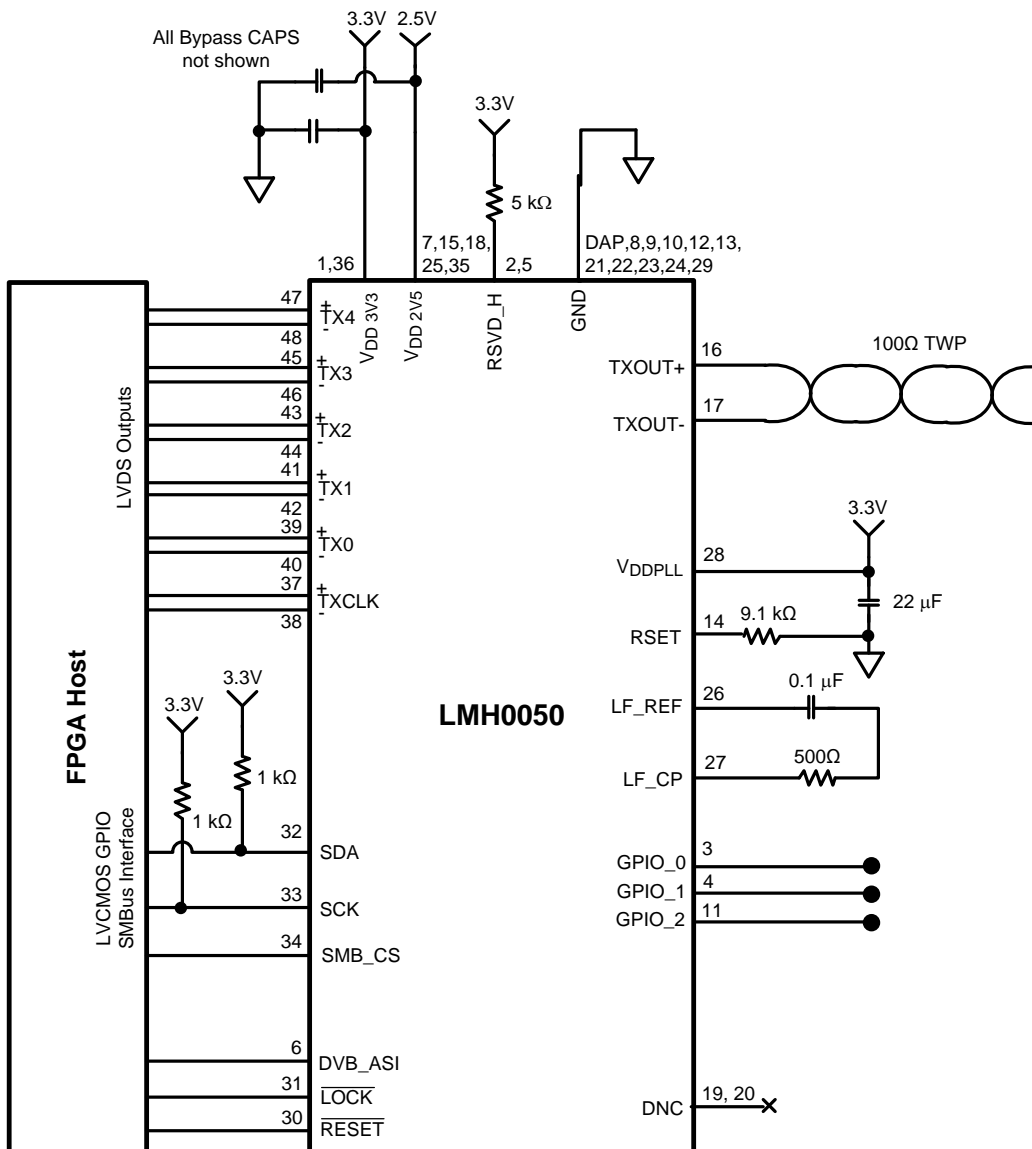 3.3V 2.5V
All Bypass CAPS
not shown
3.3V
5 kΩ
7,15,18,
25,35
DAP,8,9,10,12,13,
21,22,23,24,29
1,36
2,5
VDD 3V3
VDD 2V5
RSVD_H
GND
47
+
TX4
-
48
45
+
TX3
-
46
43
+
TX2
-
44
41
+
TX1
-
42
39
+
TX0
-
40
37
+
TXCLK
-
38
LVDS Outputs
FPGA Host
LVCMOS GPIO
SMBus Interface
3.3V
3.3V
1 kΩ
1 kΩ
32
SDA
33
SCK
34
SMB_CS
6
DVB_ASI
31
LOCK
30
RESET
LMH0050
16
TXOUT+
100Ω TWP
17
TXOUT-
3.3V
28
VDDPLL
22 μF
9.1 kΩ
14
RSET
0.1 μF
26
LF_REF
500Ω
27
LF_CP
3
GPIO_0
4
GPIO_1
11
GPIO_2
19, 20
DNC